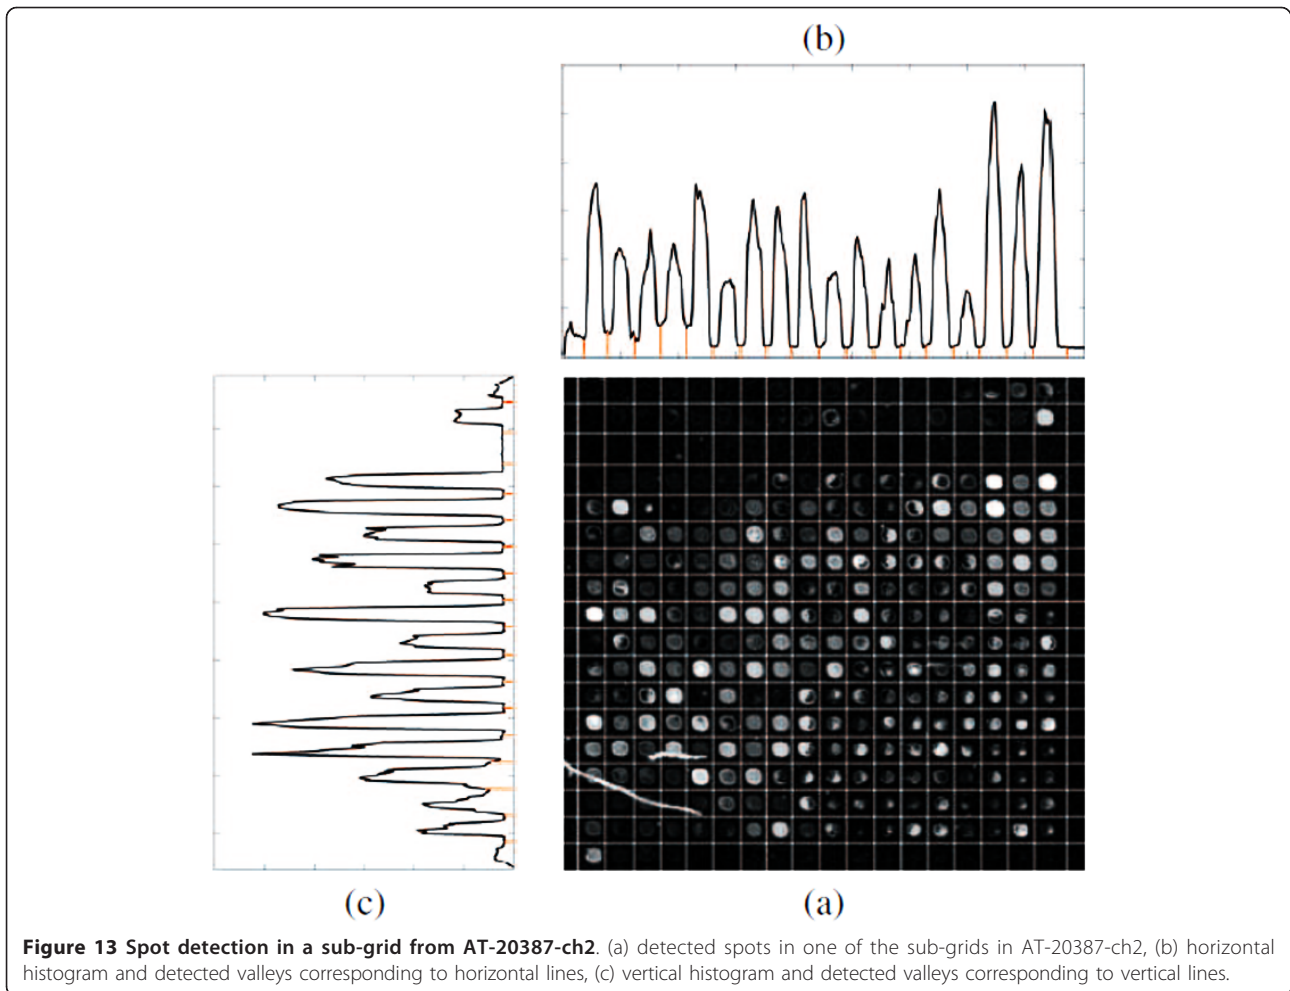 (b)
(c)
(a)
Figure 13 Spot detection in a sub-grid from AT-20387-ch2. (a) detected spots in one of the sub-grids in AT-20387-ch2, (b) horizontal
histogram and detected valleys corresponding to horizontal lines, (c) vertical histogram and detected valleys corresponding to vertical lines.